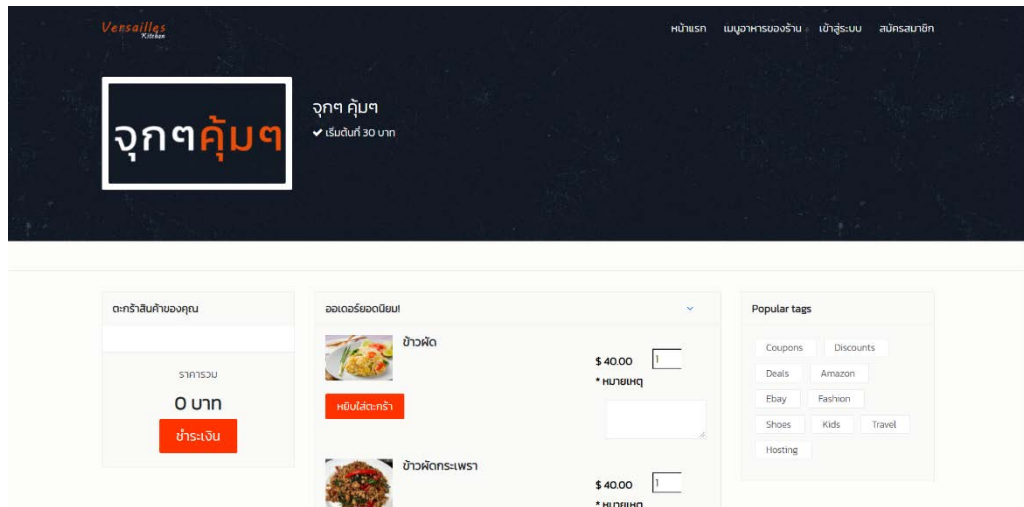 Versailles
Kitchen
หน้าแรก เมนูอาหารของร้าน เข้าสู่ระบบ สมัครสมาชิก
จุกๆคุ้มๆ
จุกๆ คุ้มๆ
เริ่มต้นที่ 30 บาท
ตะกร้าสินค้าของคุณ
ราคารวม
0 บาท
ชำระเงิน
ออเดอร์ยอดนิยม!
ข้าวผัด
$ 40.00 1
* หมายเหตุ
หยิบใส่ตะกร้า
ข้าวผัดกระเพรา
$ 40.00 1
* หมายเหตุ
Popular tags
Coupons Discounts
Deals Amazon
Ebay Fashion
Shoes Kids Travel
Hosting